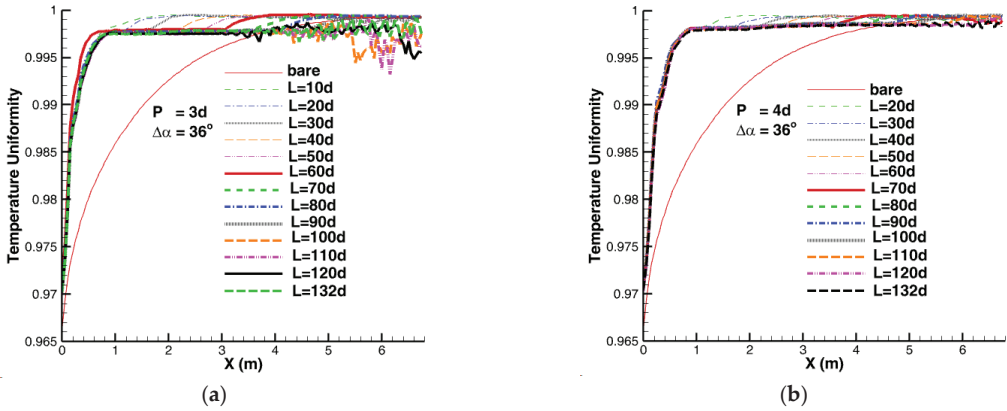 1
0.995
0.99
0.985
0.98
0.975
0.97
0.965
Temperature Uniformity
0 1 2 3 4 5 6
X (m)
P = 3d
Δα = 36°
bare
L=10d
L=20d
L=30d
L=40d
L=50d
L=60d
L=70d
L=80d
L=90d
L=100d
L=110d
L=120d
L=132d
(a)
1
0.995
0.99
0.985
0.98
0.975
0.97
0.965
Temperature Uniformity
0 1 2 3 4 5 6
X (m)
P = 4d
Δα = 36°
bare
L=20d
L=30d
L=40d
L=50d
L=60d
L=70d
L=80d
L=90d
L=100d
L=110d
L=120d
L=132d
(b)